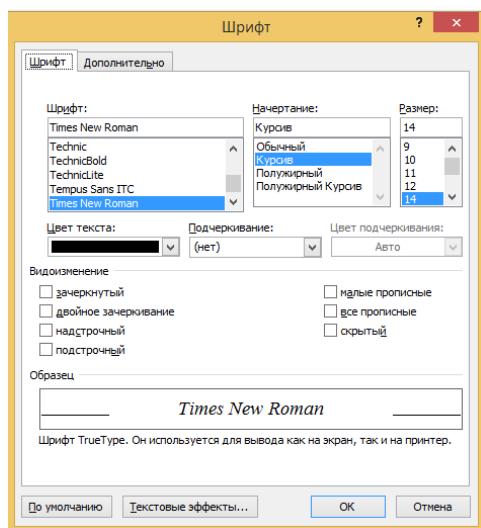 Шрифт ? ×
Шрифт Дополнительно
Шрифт: Начертание: Размер:
Times New Roman Курсив 14
Technic Обычный 9
TechnicBold Курсив 10
TechnicLite Полужирный 11
Tempus Sans ITC Полужирный Курсив 12
Times New Roman 14
Цвет текста: Подчеркивание: Цвет подчеркивания:
(нет) Авто
Видоизменение
зачеркнутый малые прописные
двойное зачеркивание все прописные
надстрочный скрытый
подстрочный
Образец
Times New Roman
Шрифт TrueType. Он используется для вывода как на экран, так и на принтер.
По умолчанию Текстовые эффекты... ОК Отмена